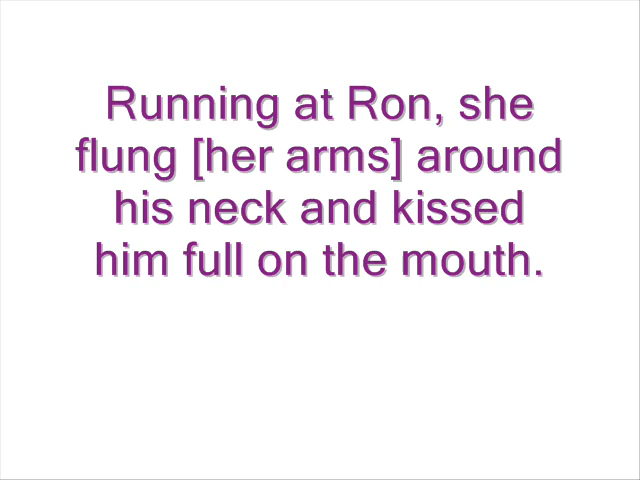 Running at Ron, she
flung [her arms] around
his neck and kissed
him full on the mouth.